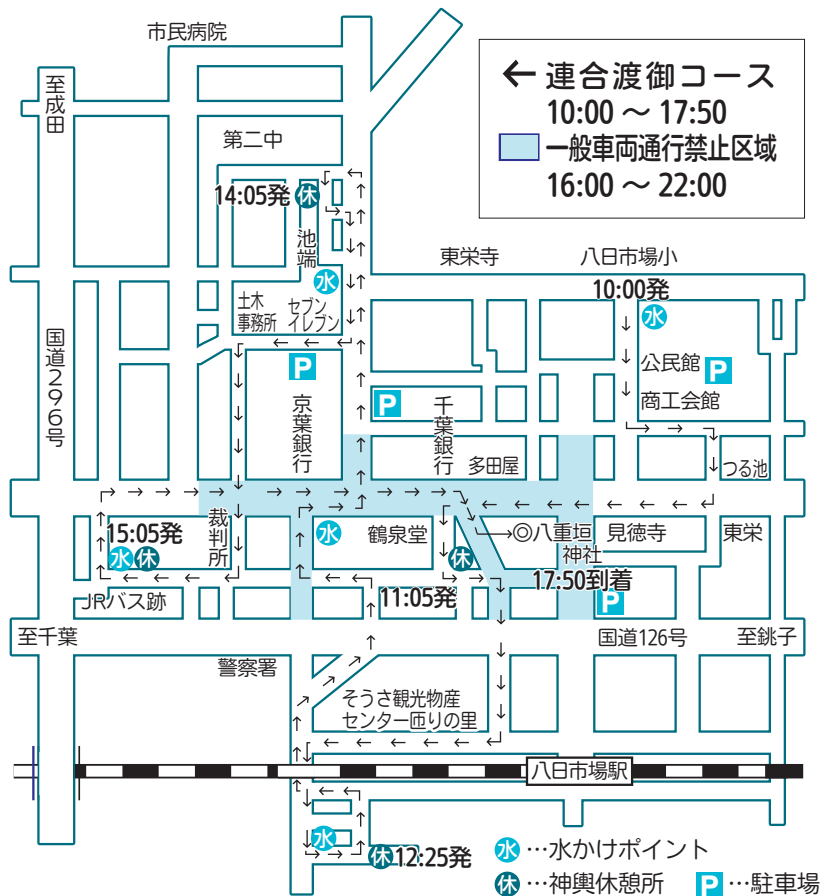 市民病院
← 連合渡御コース
10:00 ～ 17:50
一般車両通行禁止区域
16:00 ～ 22:00
至成田
第二中
14:05発
休
池端
水
東栄寺
八日市場小
10:00発
水
土木
事務所
セブン
イレブン
国道296号
P
公民館
P
商工会館
京葉銀行
P
千葉銀行
多田屋
つる池
15:05発
水 休
裁判所
水
鶴泉堂
休
◎八重垣
神社
見徳寺
東栄
17:50到着
JRバス跡
11:05発
P
至千葉
国道126号
至銚子
警察署
そうさ観光物産
センター匝りの里
八日市場駅
水
休 12:25発
水 …水かけポイント
休 …神輿休憩所
P …駐車場